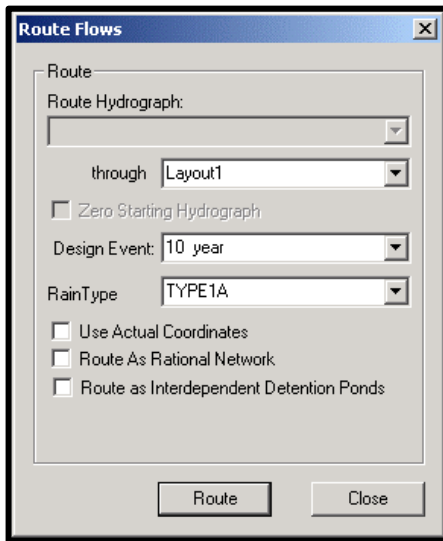 Route Flows
Route
Route Hydrograph:
through Layout1
Zero Starting Hydrograph
Design Event: 10 year
RainType TYPE1A
Use Actual Coordinates
Route As Rational Network
Route as Interdependent Detention Ponds
Route Close